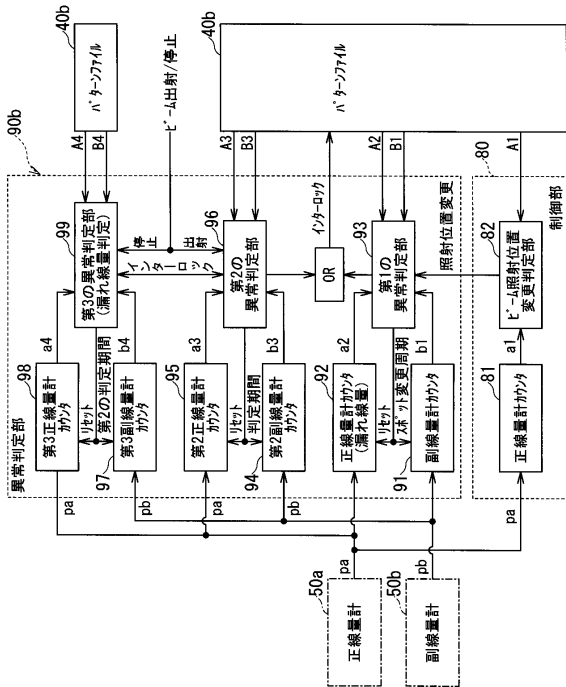 90b
異常判定部
40b
パターンファイル
A4
B4
98
第3正線量計
カウンタ
a4
99
第3の異常判定部
(漏れ線量判定)
リセット
第2の判定期間
97
第3副線量計
カウンタ
b4
停止
出射
インターロック
ビーム出射/停止
40b
パターンファイル
95
第2正線量計
カウンタ
a3
96
第2の
異常判定部
A3
B3
リセット
判定期間
94
第2副線量計
カウンタ
b3
OR
インターロック
92
正線量計カウンタ
(漏れ線量)
a2
93
第1の
異常判定部
A2
B1
リセット
スポット変更周期
91
副線量計
カウンタ
b1
照射位置変更
80
81
正線量計カウンタ
a1
82
ビーム照射位置
変更判定部
A1
制御部
pa
pb
pa
pb
pa
pb
pa
50a
正線量計
pa
50b
副線量計
pb